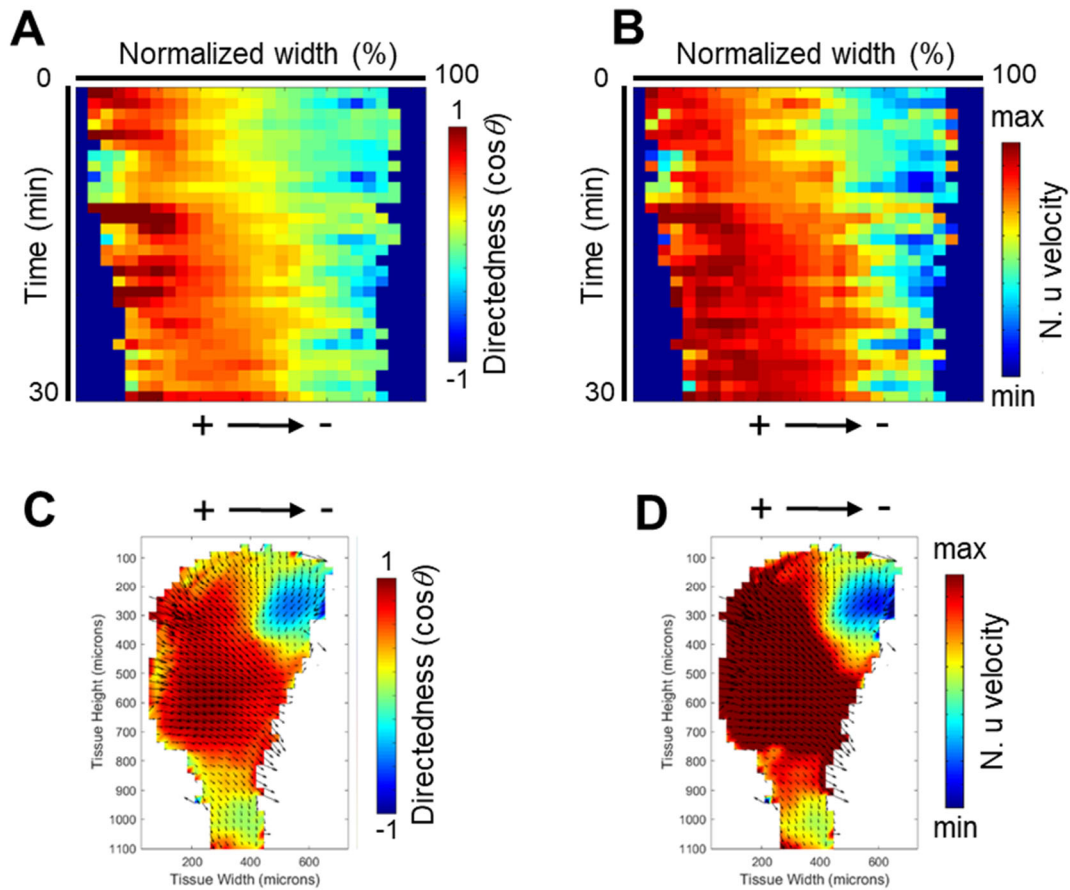 A
Normalized width (%)
0
100
Time (min)
30
1
Directedness (cos θ)
-1
+ → -
B
Normalized width (%)
0
100
Time (min)
30
max
N. u velocity
min
+ → -
C
+ → -
Tissue Height (microns)
100
200
300
400
500
600
700
800
900
1000
1100
200 400 600
Tissue Width (microns)
1
Directedness (cos θ)
-1
D
+ → -
Tissue Height (microns)
100
200
300
400
500
600
700
800
900
1000
1100
200 400 600
Tissue Width (microns)
max
N. u velocity
min